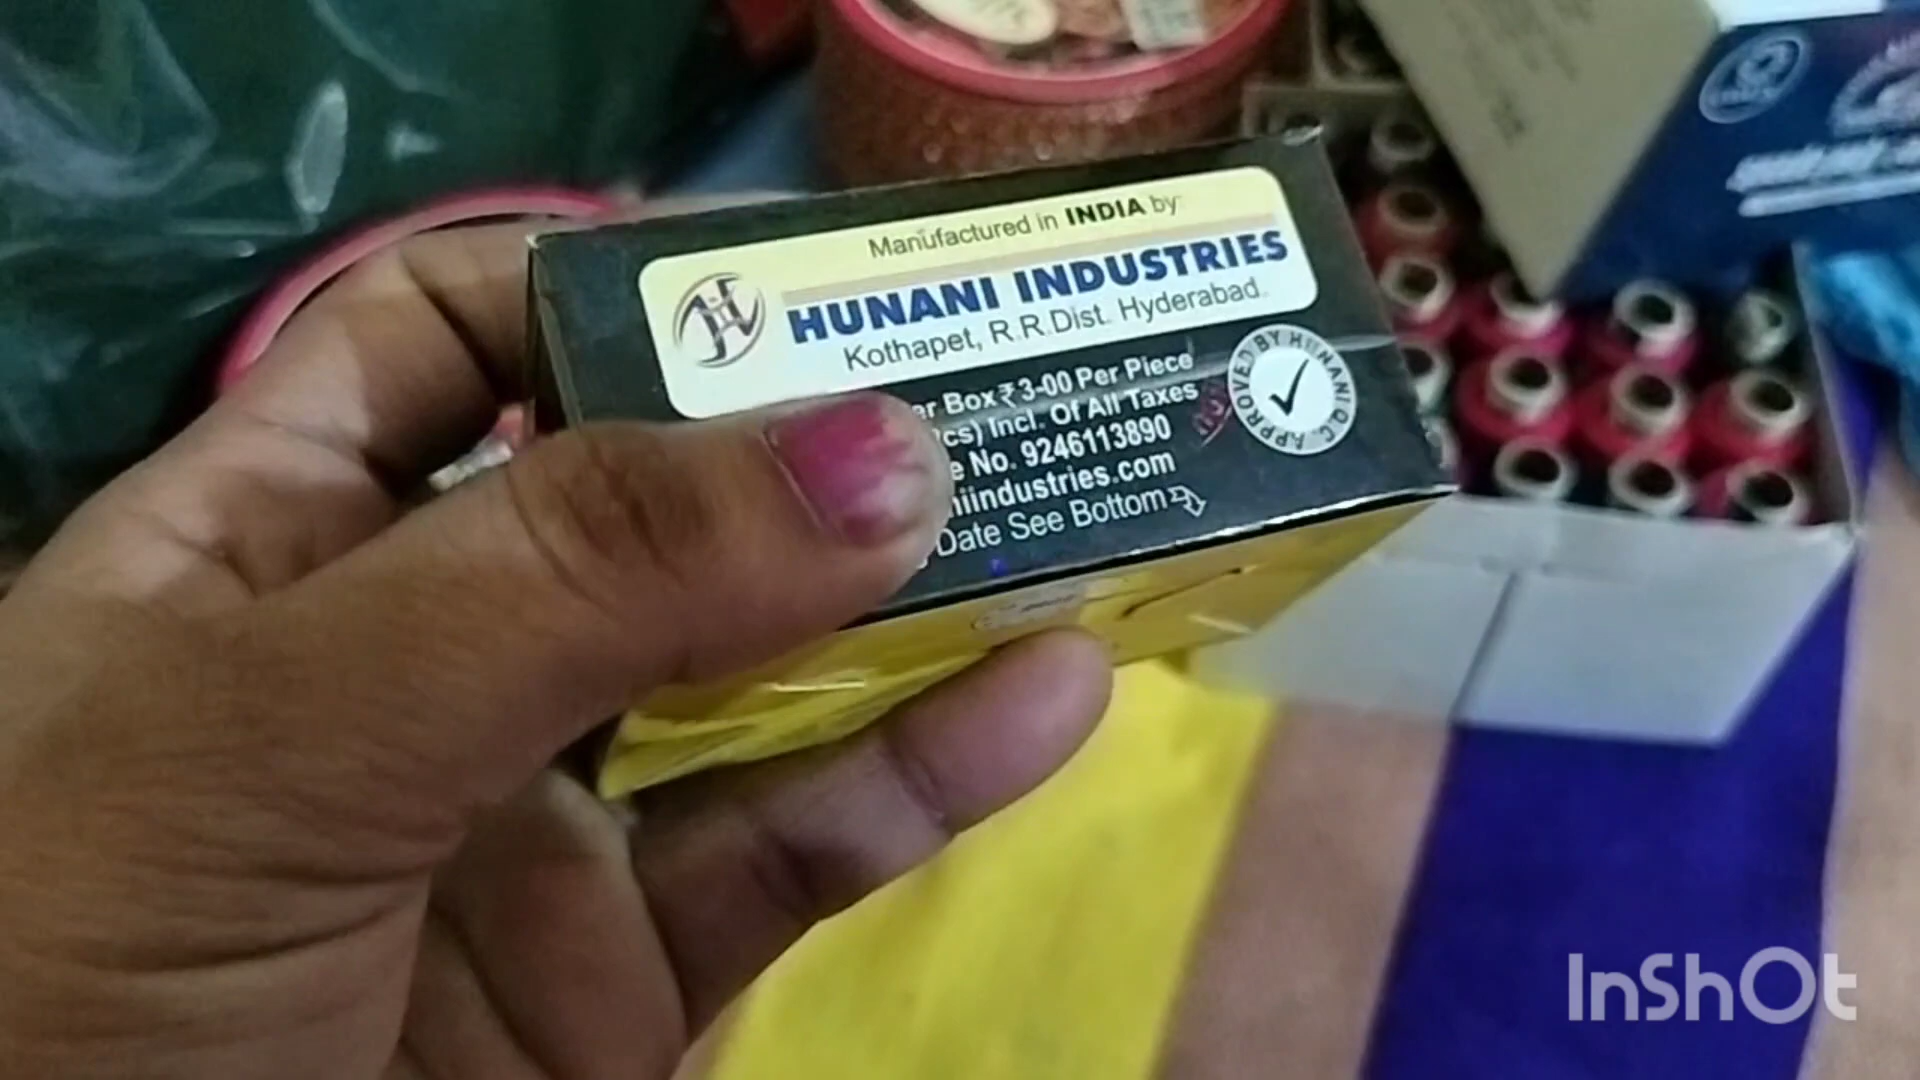 Manufactured in INDIA by:
HUNANI INDUSTRIES
Kothapet, R.R.Dist. Hyderabad.
Box ₹ 3-00 Per Piece
Incl. Of All Taxes
No. 9246113890
niindustries.com
Date See Bottom
APPROVED BY HUNANI Q.C.
InShOt